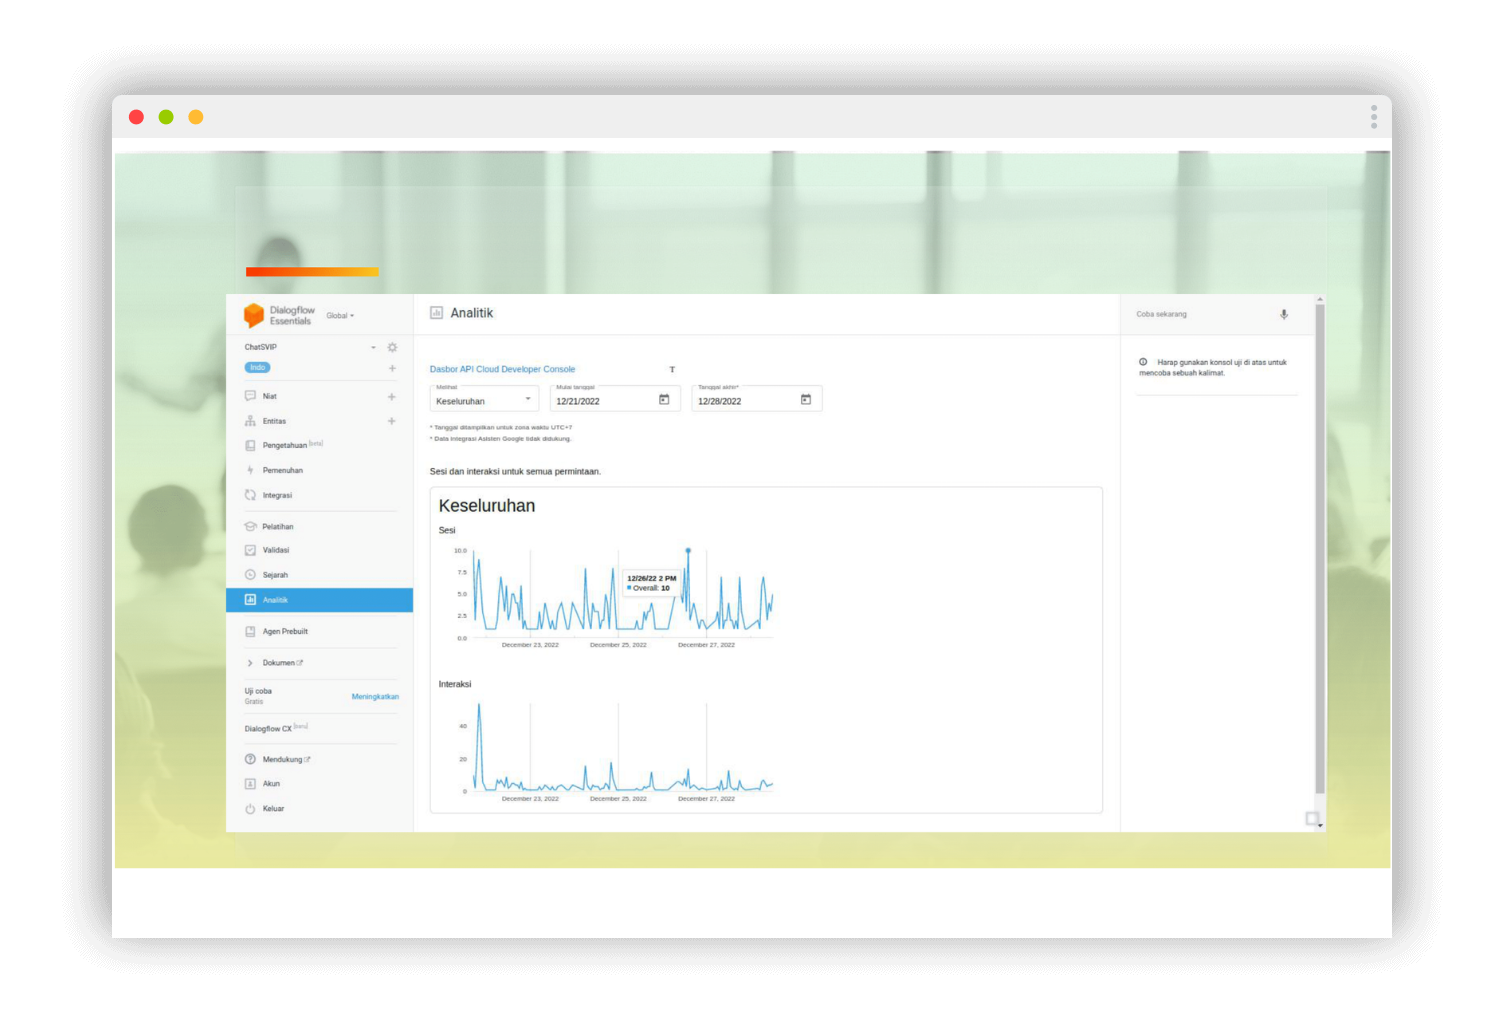 Dialogflow
Essentials
Global
ChatSVIP
Indo
Niat
Entitas
Pengetahuan [beta]
Pemenuhan
Integrasi
Pelatihan
Validasi
Sejarah
Analitik
Agen Prebuilt
Dokumen
Uji coba
Gratis
Meningkatkan
Dialogflow CX [baru]
Mendukung
Akun
Keluar
Analitik
Dasbor API Cloud Developer Console
T
Melihat
Keseluruhan
Mulai tanggal
12/21/2022
Tanggal akhir*
12/28/2022
* Tanggal ditampilkan untuk zona waktu UTC+7
* Data integrasi Asisten Google tidak didukung.
Sesi dan interaksi untuk semua permintaan.
Keseluruhan
Sesi
10.0
7.5
5.0
2.5
0.0
12/26/22 2 PM
Overall: 10
December 23, 2022
December 25, 2022
December 27, 2022
Interaksi
40
20
0
December 23, 2022
December 25, 2022
December 27, 2022
Coba sekarang
Harap gunakan konsol uji di atas untuk
mencoba sebuah kalimat.